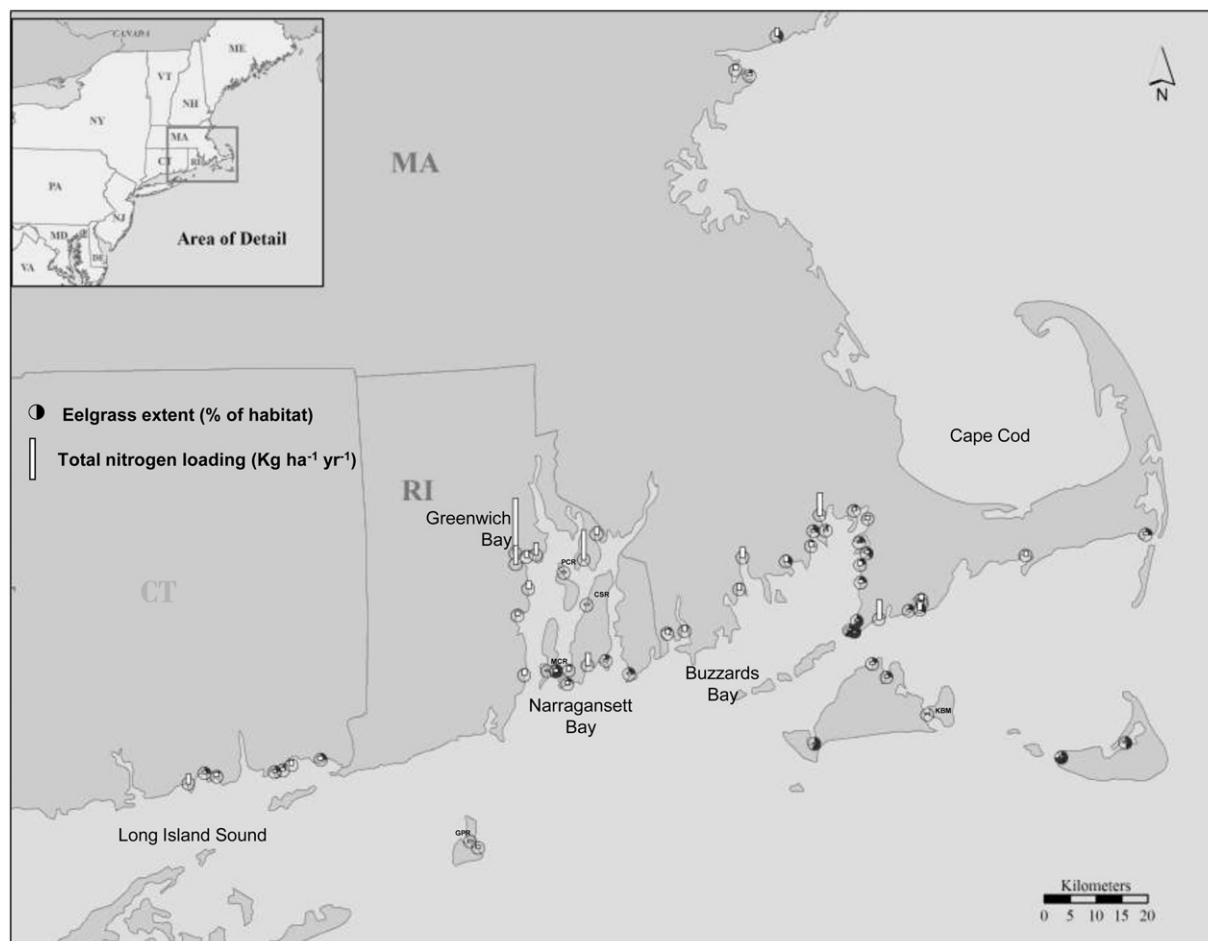 CANADA
ME
VT
NH
NY
MA
CT
RI
PA
NJ
MD
DE
VA
Area of Detail
MA
N
Eelgrass extent (% of habitat)
Total nitrogen loading (Kg ha⁻¹ yr⁻¹)
Cape Cod
RI
Greenwich
Bay
PCR
CT
CSR
MCR
Buzzards
Bay
Narragansett
Bay
KBM
Long Island Sound
GPR
Kilometers
0 5 10 15 20